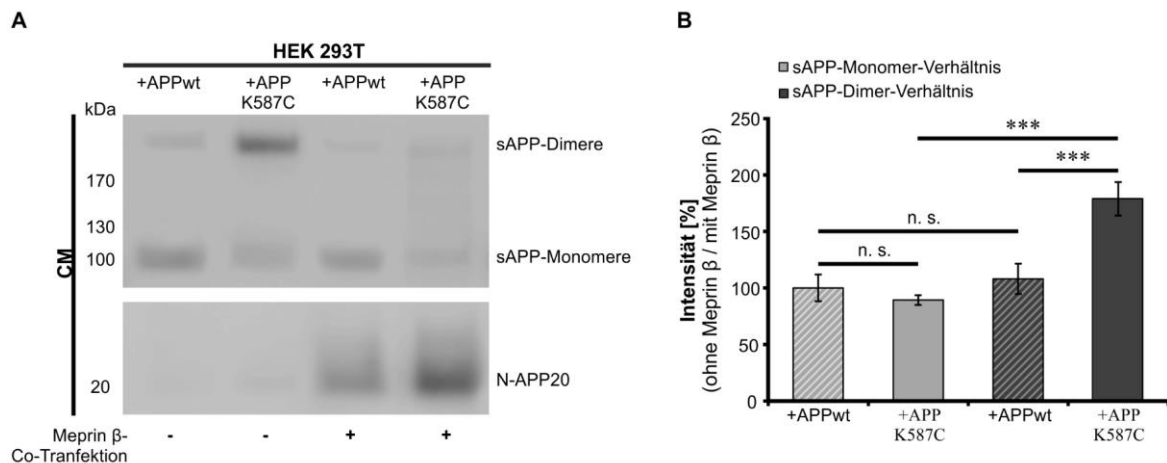 A
HEK 293T
+APPwt +APP K587C +APPwt +APP K587C
kDa
sAPP-Dimere
170
130
100 sAPP-Monomere
CM
20 N-APP20
Meprin β- - - + +
Co-Tranfektion
B
sAPP-Monomer-Verhältnis
sAPP-Dimer-Verhältnis
Intensität [%]
(ohne Meprin β / mit Meprin β)
250
200
150
100
50
0
***
***
n. s.
n. s.
+APPwt +APP K587C +APPwt +APP K587C